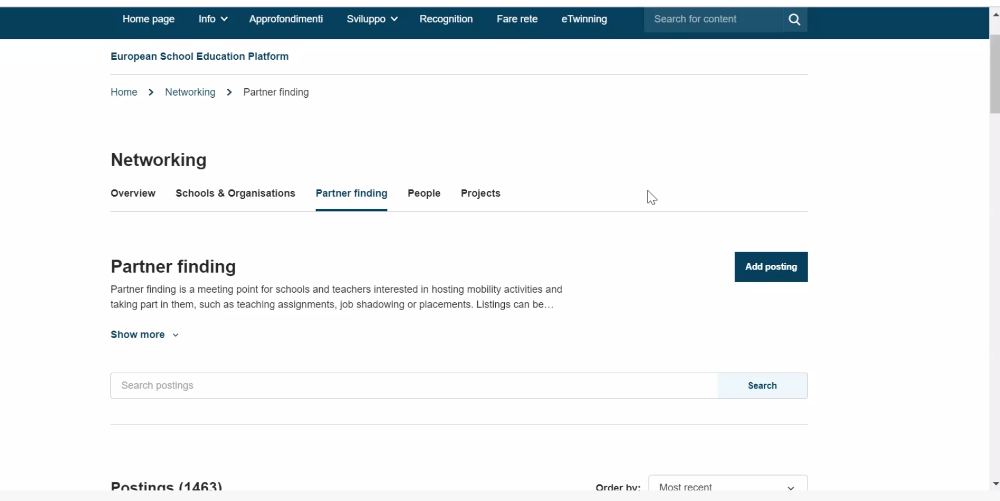 Home page Info Approfondimenti Sviluppo Recognition Fare rete eTwinning Search for content
European School Education Platform
Home > Networking > Partner finding
Networking
Overview Schools & Organisations Partner finding People Projects
Partner finding
Add posting
Partner finding is a meeting point for schools and teachers interested in hosting mobility activities and
taking part in them, such as teaching assignments, job shadowing or placements. Listings can be...
Show more
Search postings Search
Postings (1463) Order by: Most recent